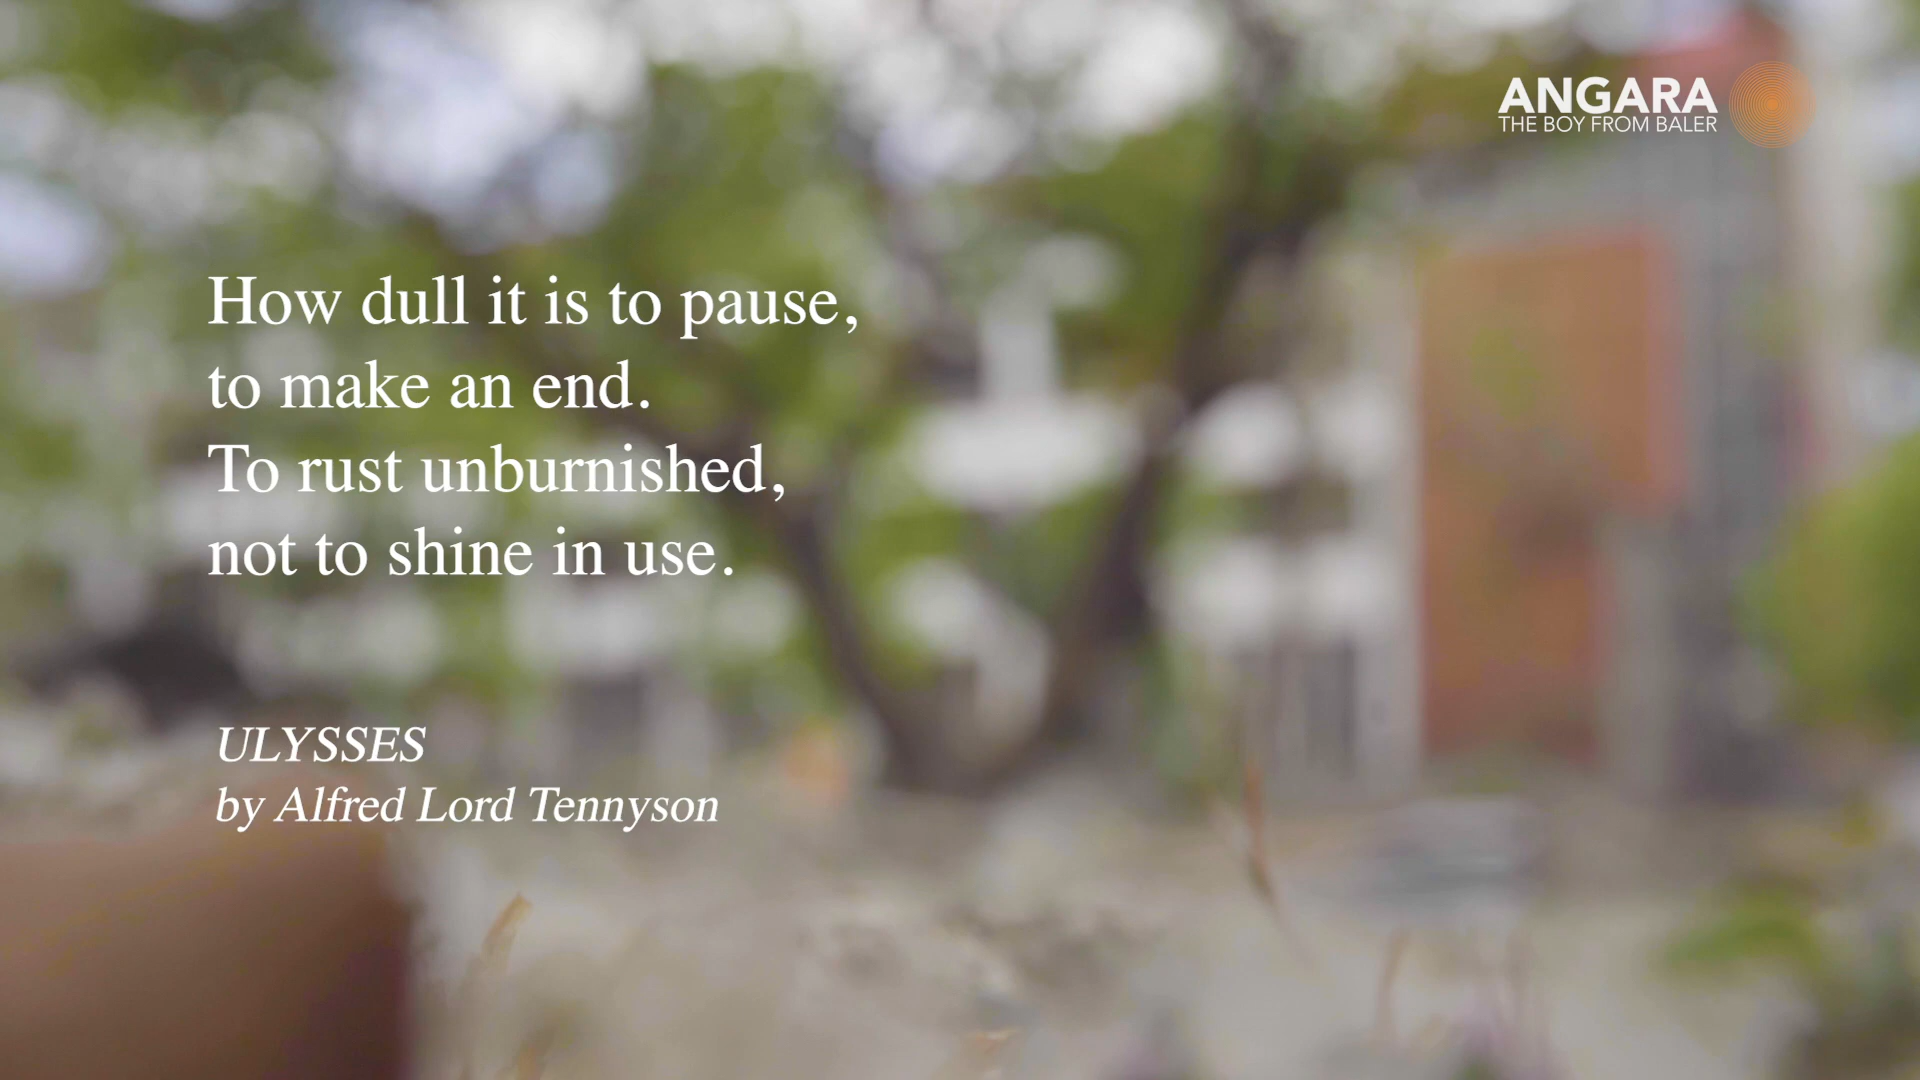 ANGARA
THE BOY FROM BALER
How dull it is to pause,
to make an end.
To rust unburnished,
not to shine in use.
ULYSSES
by Alfred Lord Tennyson